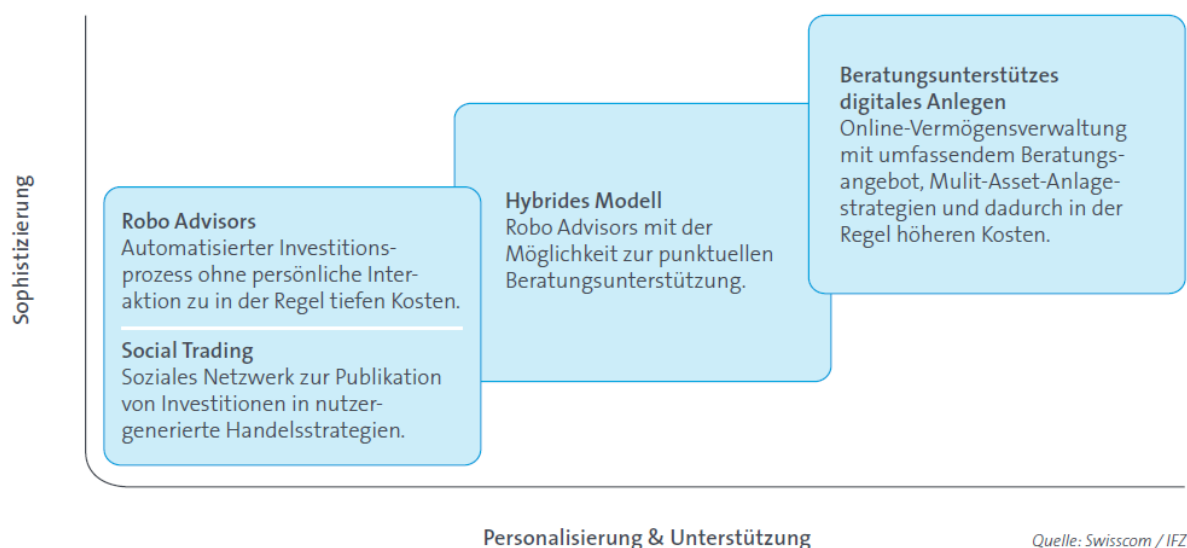 Sophistizierung
Robo Advisors
Automatisierter Investitions-
prozess ohne persönliche Inter-
aktion zu in der Regel tiefen Kosten.
Social Trading
Soziales Netzwerk zur Publikation
von Investitionen in nutzer-
generierte Handelsstrategien.
Hybrides Modell
Robo Advisors mit der
Möglichkeit zur punktuellen
Beratungsunterstützung.
Beratungsunterstützes
digitales Anlegen
Online-Vermögensverwaltung
mit umfassendem Beratungs-
angebot, Mulit-Asset-Anlage-
strategien und dadurch in der
Regel höheren Kosten.
Personalisierung & Unterstützung
Quelle: Swisscom / IFZ